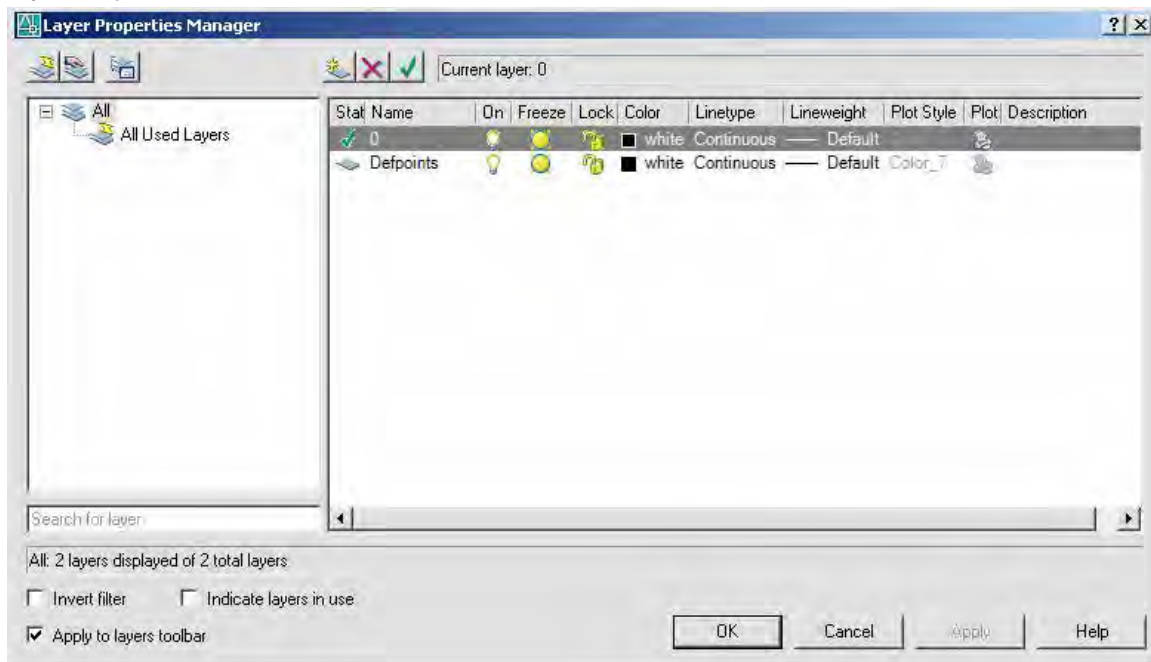 Layer Properties Manager
Current layer: 0
All
All Used Layers
Search for layer
Stat Name On Freeze Lock Color Linetype Lineweight Plot Style Plot Description
0 white Continuous Default
Defpoints white Continuous Default Color_7
All: 2 layers displayed of 2 total layers
Invert filter Indicate layers in use
Apply to layers toolbar
OK Cancel Apply Help